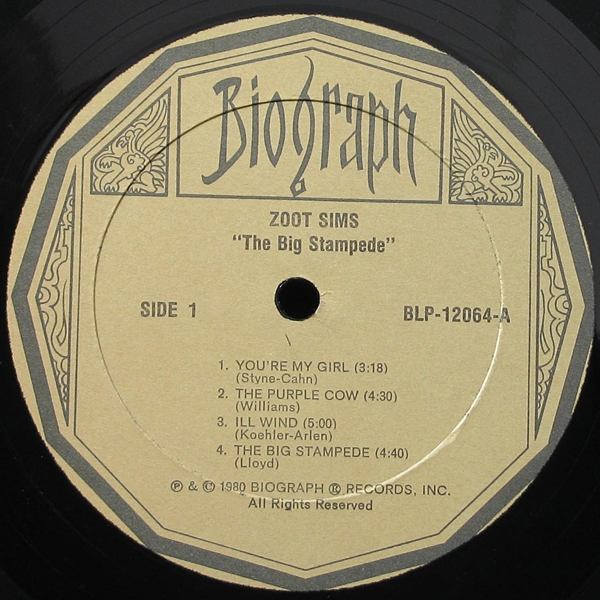 Biograph
ZOOT SIMS
"The Big Stampede"
SIDE 1
BLP-12064-A
1. YOU'RE MY GIRL (3:18)
(Styne-Cahn)
2. THE PURPLE COW (4:30)
(Williams)
3. ILL WIND (5:00)
(Koehler-Arlen)
4. THE BIG STAMPEDE (4:40)
(Lloyd)
℗ & © 1980 BIOGRAPH ® RECORDS, INC.
All Rights Reserved